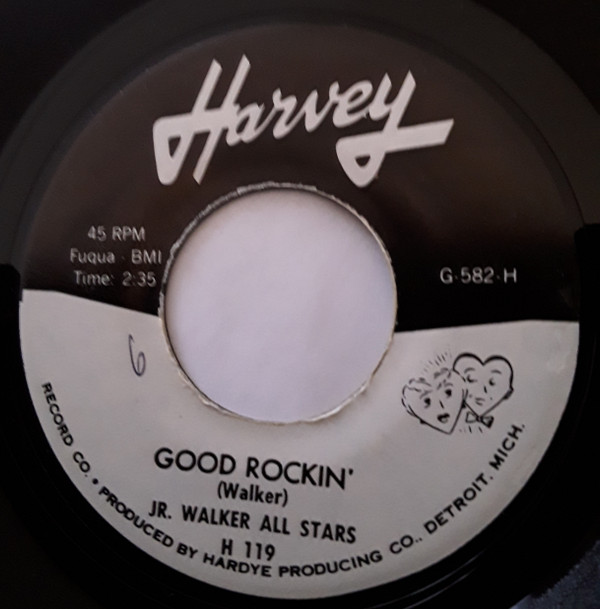 Harvey
45 RPM
Fuqua - BMI
Time: 2:35
G-582-H
6
GOOD ROCKIN'
(Walker)
JR. WALKER ALL STARS
H 119
RECORD CO. • PRODUCED BY HARDYE PRODUCING CO., DETROIT, MICH.